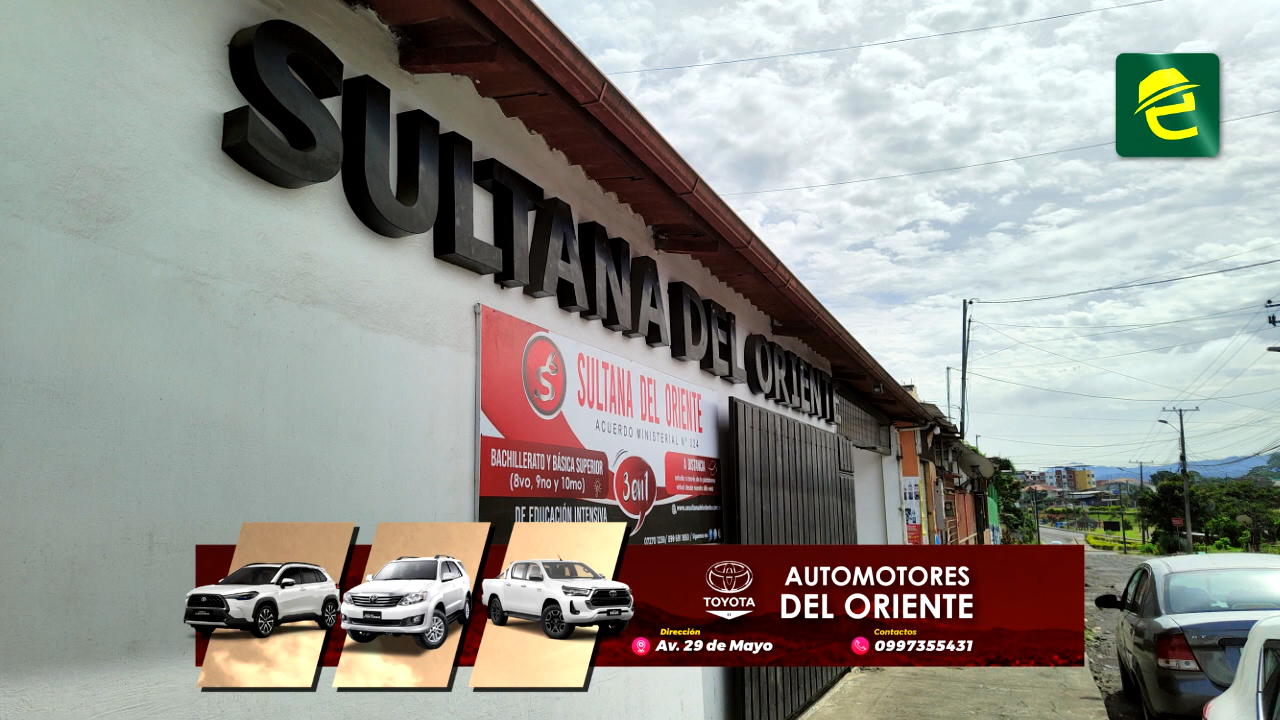 SULTANA DEL ORIENTE
SULTANA DEL ORIENTE
ACUERDO MINISTERIAL N° 224
BACHILLERATO Y BÁSICA SUPERIOR
(8vo, 9no y 10mo)
3 en 1
A DISTANCIA
DE EDUCACIÓN INTENSIVA
TOYOTA
AUTOMOTORES
DEL ORIENTE
Dirección
Av. 29 de Mayo
Contactos
0997355431